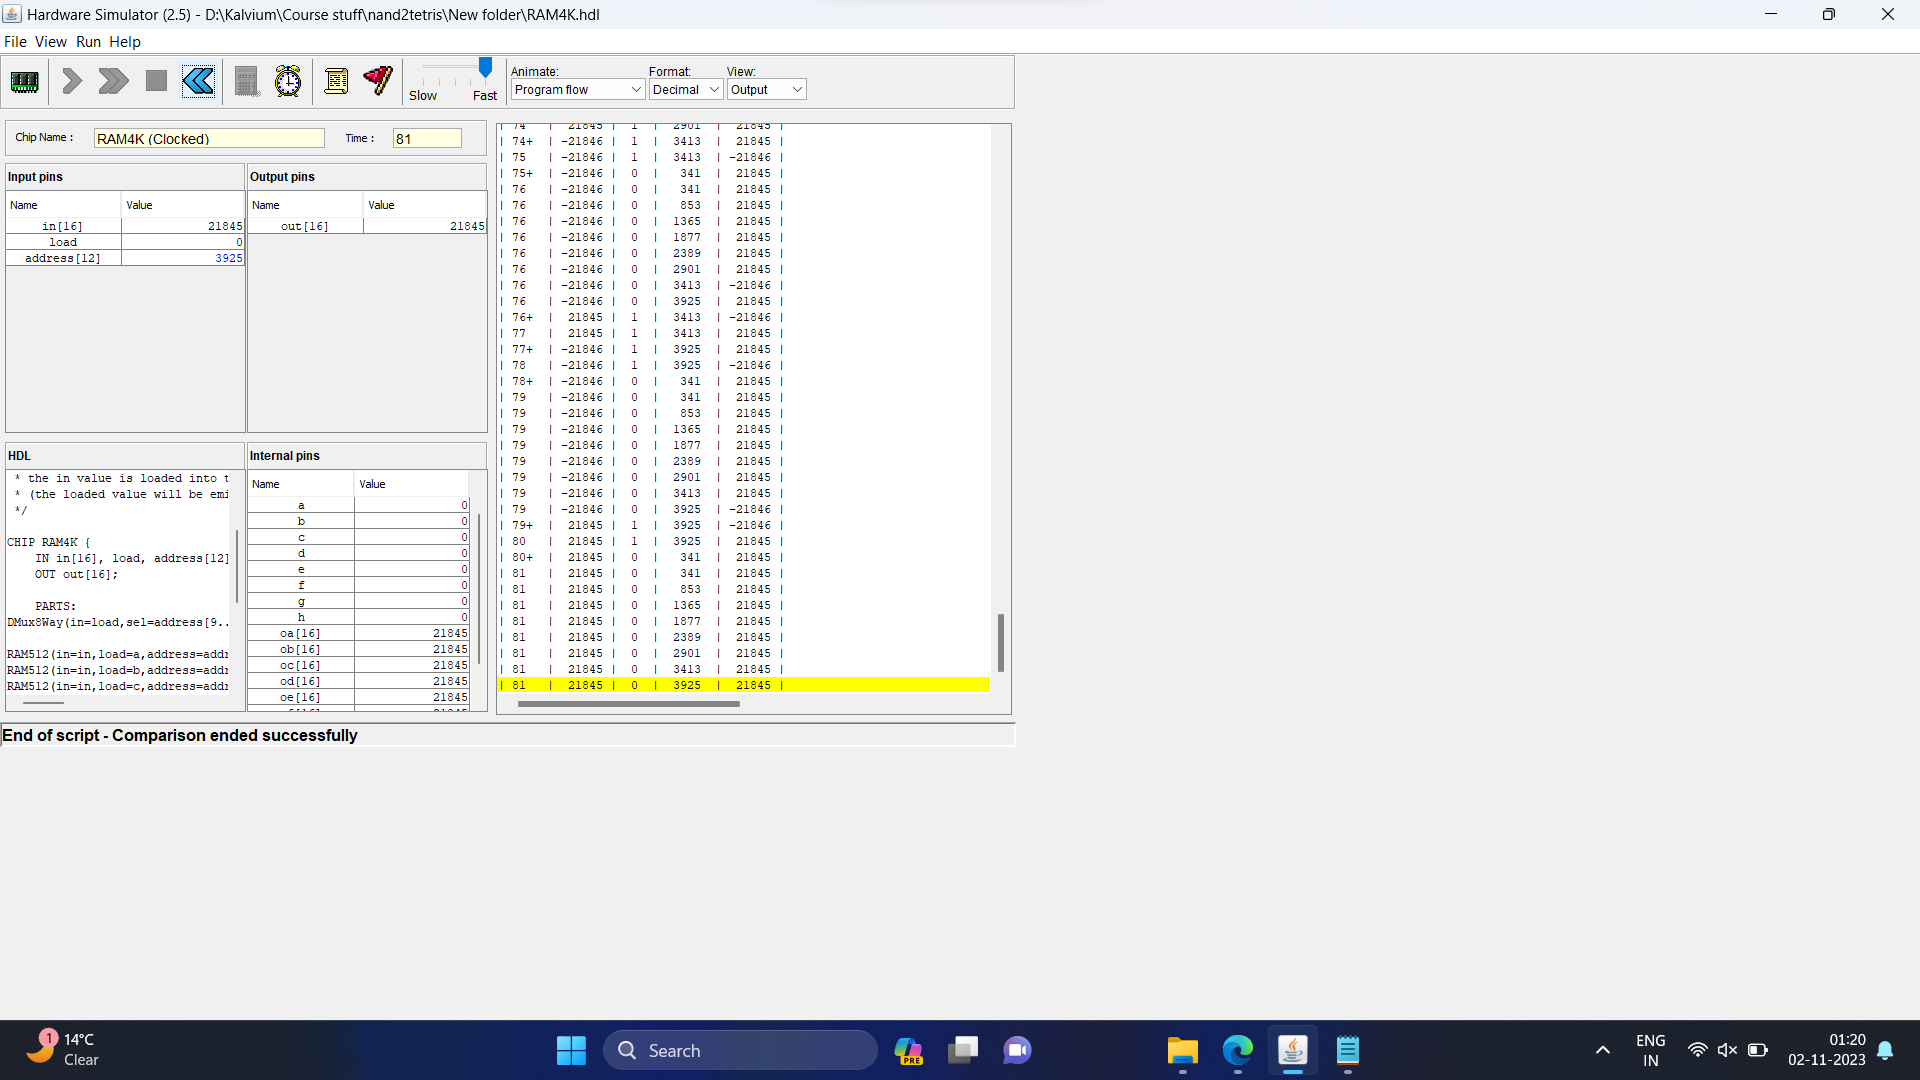 Hardware Simulator (2.5) - D:\Kalvium\Course stuff\nand2tetris\New folder\RAM4K.hdl
File View Run Help
Slow Fast
Animate: Format: View:
Program flow Decimal Output
Chip Name : RAM4K (Clocked) Time : 81
Input pins
Name Value
in[16] 21845
load 0
address[12] 3925
Output pins
Name Value
out[16] 21845
HDL
* the in value is loaded into t
* (the loaded value will be emi
*/
CHIP RAM4K {
IN in[16], load, address[12]
OUT out[16];
PARTS:
DMux8Way(in=load,sel=address[9..
RAM512(in=in,load=a,address=addr
RAM512(in=in,load=b,address=addr
RAM512(in=in,load=c,address=addr
Internal pins
Name Value
a 0
b 0
c 0
d 0
e 0
f 0
g 0
h 0
oa[16] 21845
ob[16] 21845
oc[16] 21845
od[16] 21845
oe[16] 21845
| 74 | 21845 | 1 | 2901 | 21845 |
| 74+ | -21846 | 1 | 3413 | 21845 |
| 75 | -21846 | 1 | 3413 | -21846 |
| 75+ | -21846 | 0 | 341 | 21845 |
| 76 | -21846 | 0 | 341 | 21845 |
| 76 | -21846 | 0 | 853 | 21845 |
| 76 | -21846 | 0 | 1365 | 21845 |
| 76 | -21846 | 0 | 1877 | 21845 |
| 76 | -21846 | 0 | 2389 | 21845 |
| 76 | -21846 | 0 | 2901 | 21845 |
| 76 | -21846 | 0 | 3413 | -21846 |
| 76 | -21846 | 0 | 3925 | 21845 |
| 76+ | 21845 | 1 | 3413 | -21846 |
| 77 | 21845 | 1 | 3413 | 21845 |
| 77+ | -21846 | 1 | 3925 | 21845 |
| 78 | -21846 | 1 | 3925 | -21846 |
| 78+ | -21846 | 0 | 341 | 21845 |
| 79 | -21846 | 0 | 341 | 21845 |
| 79 | -21846 | 0 | 853 | 21845 |
| 79 | -21846 | 0 | 1365 | 21845 |
| 79 | -21846 | 0 | 1877 | 21845 |
| 79 | -21846 | 0 | 2389 | 21845 |
| 79 | -21846 | 0 | 2901 | 21845 |
| 79 | -21846 | 0 | 3413 | 21845 |
| 79 | -21846 | 0 | 3925 | -21846 |
| 79+ | 21845 | 1 | 3925 | -21846 |
| 80 | 21845 | 1 | 3925 | 21845 |
| 80+ | 21845 | 0 | 341 | 21845 |
| 81 | 21845 | 0 | 341 | 21845 |
| 81 | 21845 | 0 | 853 | 21845 |
| 81 | 21845 | 0 | 1365 | 21845 |
| 81 | 21845 | 0 | 1877 | 21845 |
| 81 | 21845 | 0 | 2389 | 21845 |
| 81 | 21845 | 0 | 2901 | 21845 |
| 81 | 21845 | 0 | 3413 | 21845 |
| 81 | 21845 | 0 | 3925 | 21845 |
End of script - Comparison ended successfully
1
14°C
Clear
Search
PRE
ENG
IN
01:20
02-11-2023